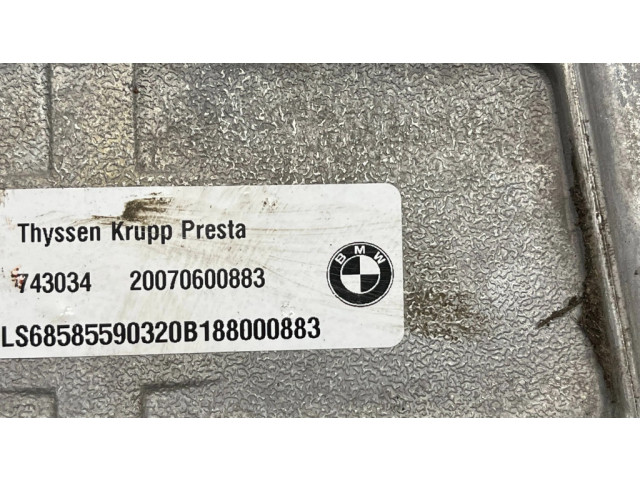 Thyssen Krupp Presta
743034 20070600883
BMW
LS68585590320B188000883